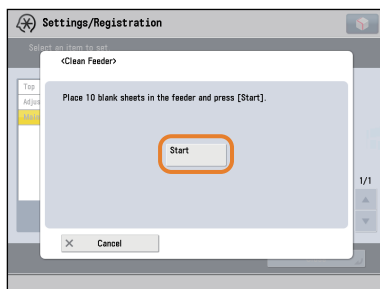 Settings/Registration
Select an item to set.
<Clean Feeder>
Top
Adjus
Main
Place 10 blank sheets in the feeder and press [Start].
Start
1/1
Cancel